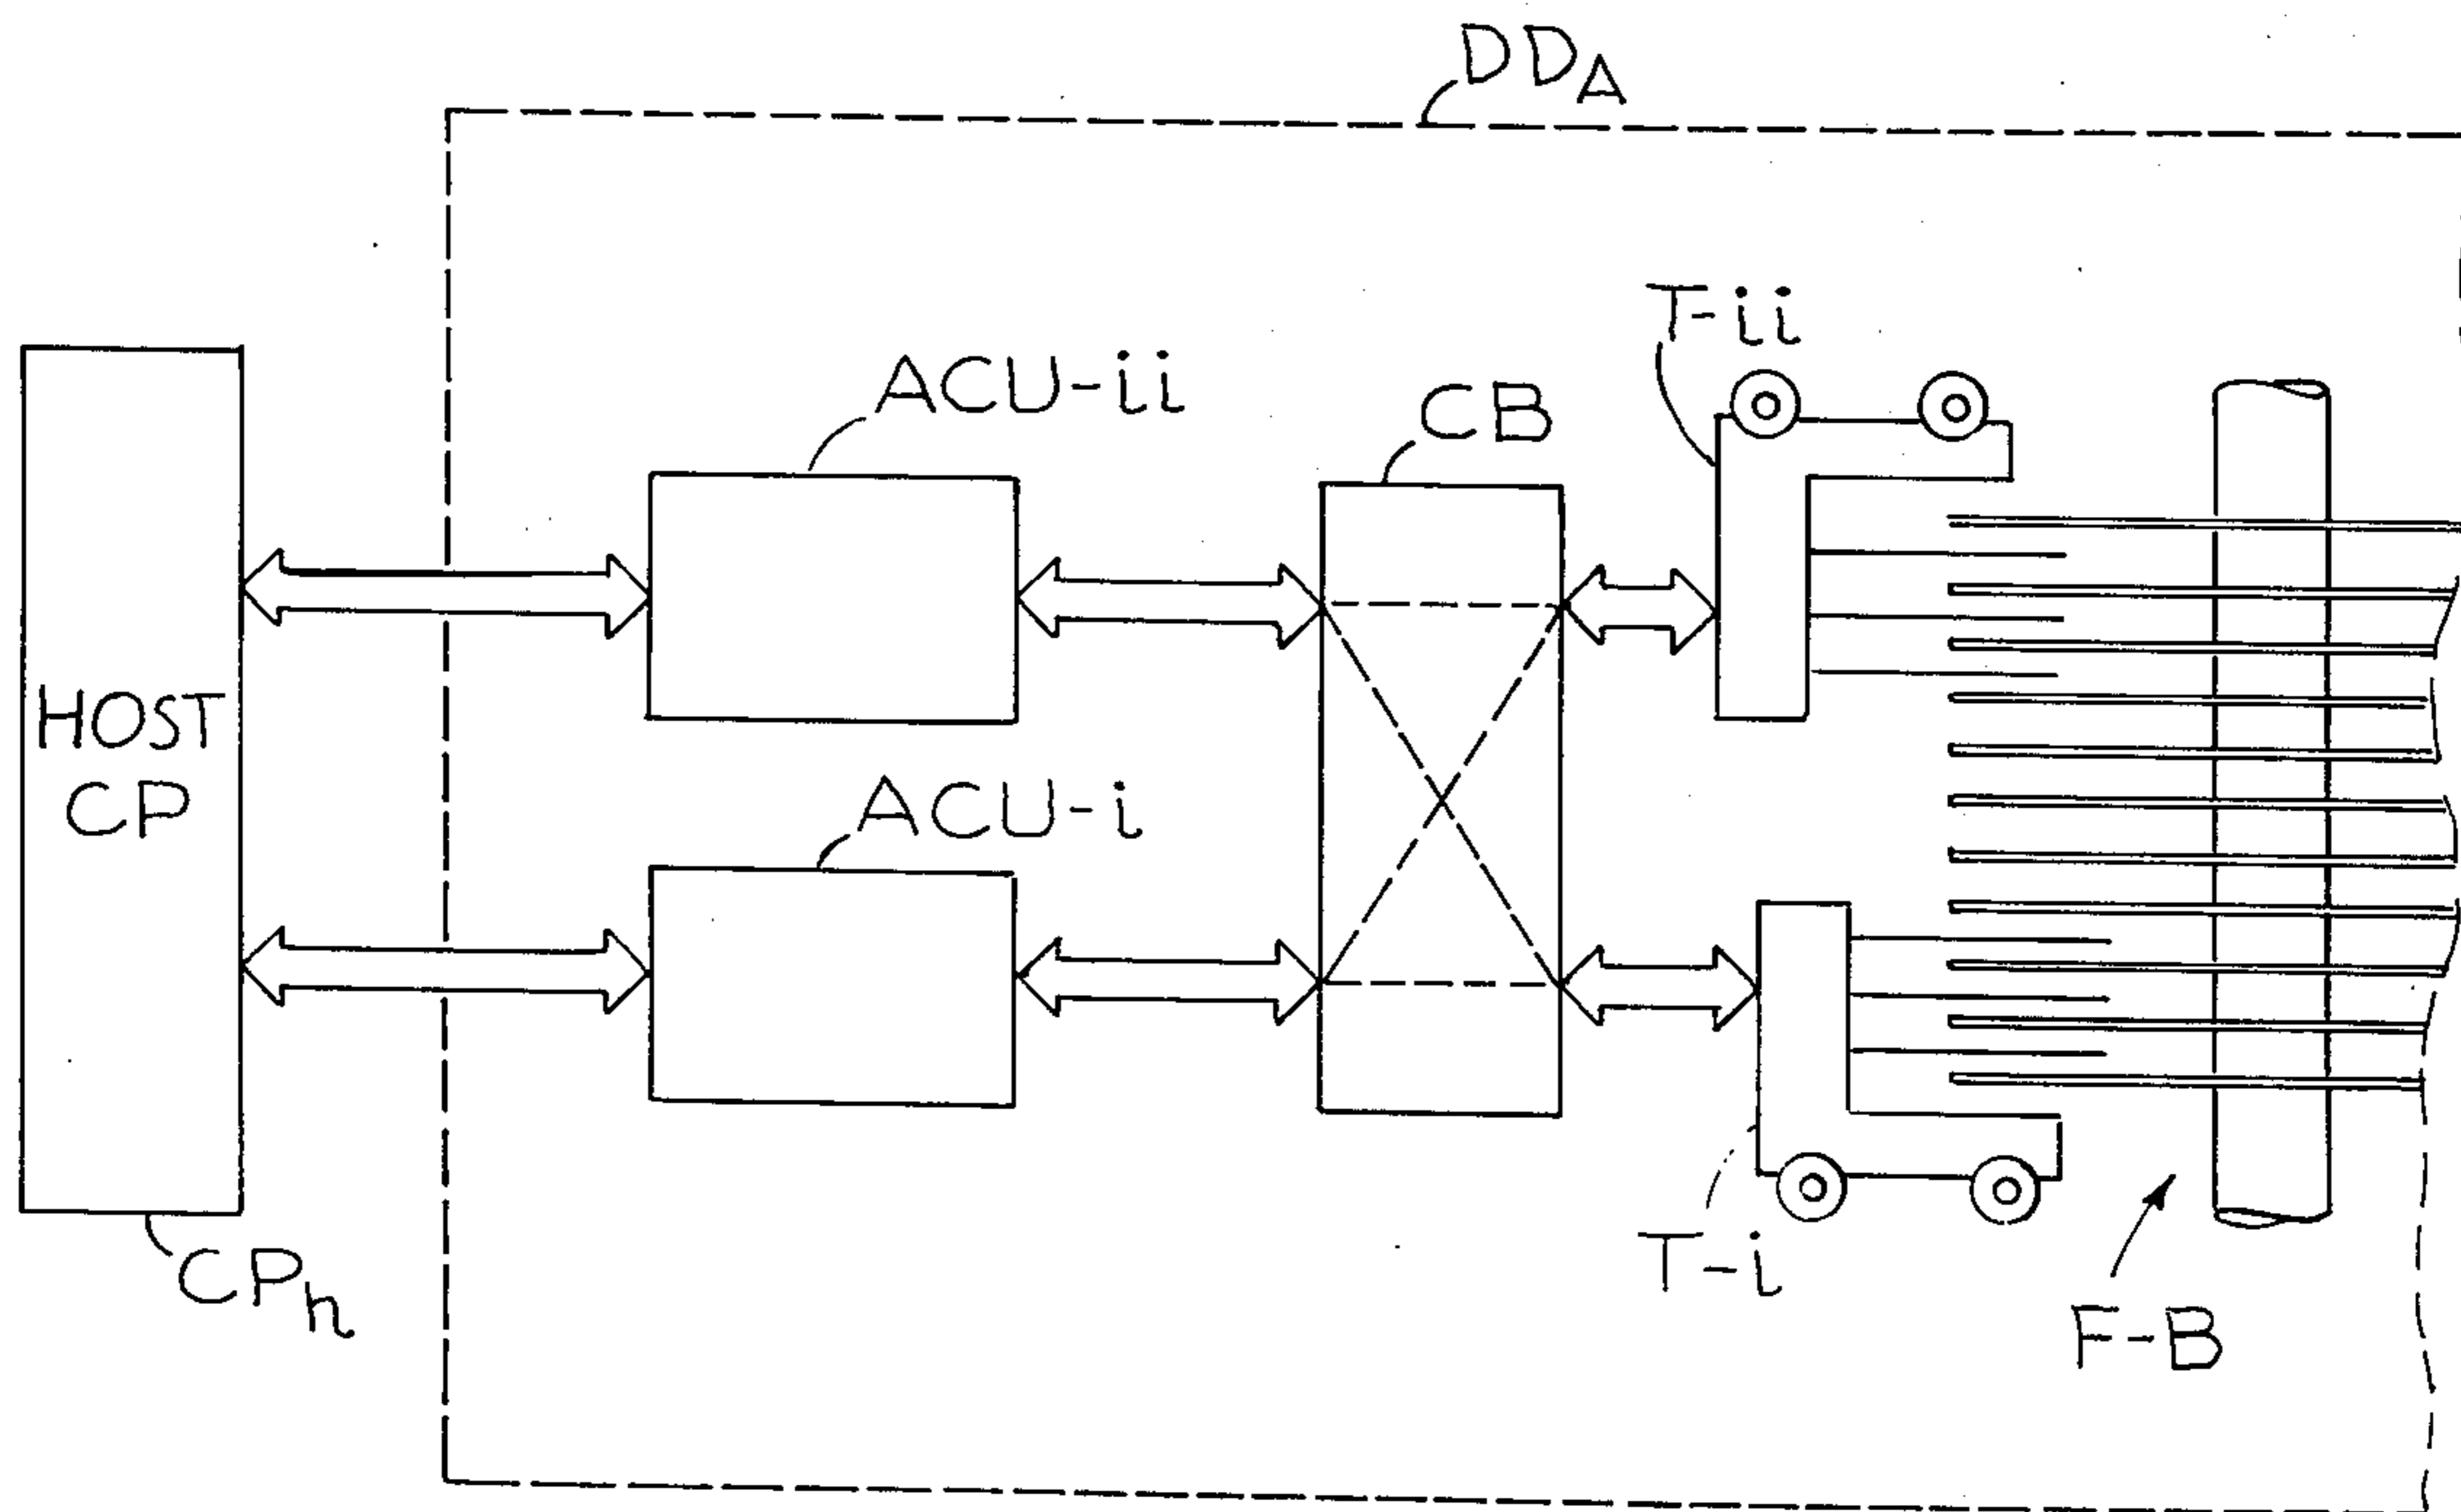 DDA
T-ii
ACU-ii
CB
HOST
CP
ACU-i
T-i
CPh
F-B